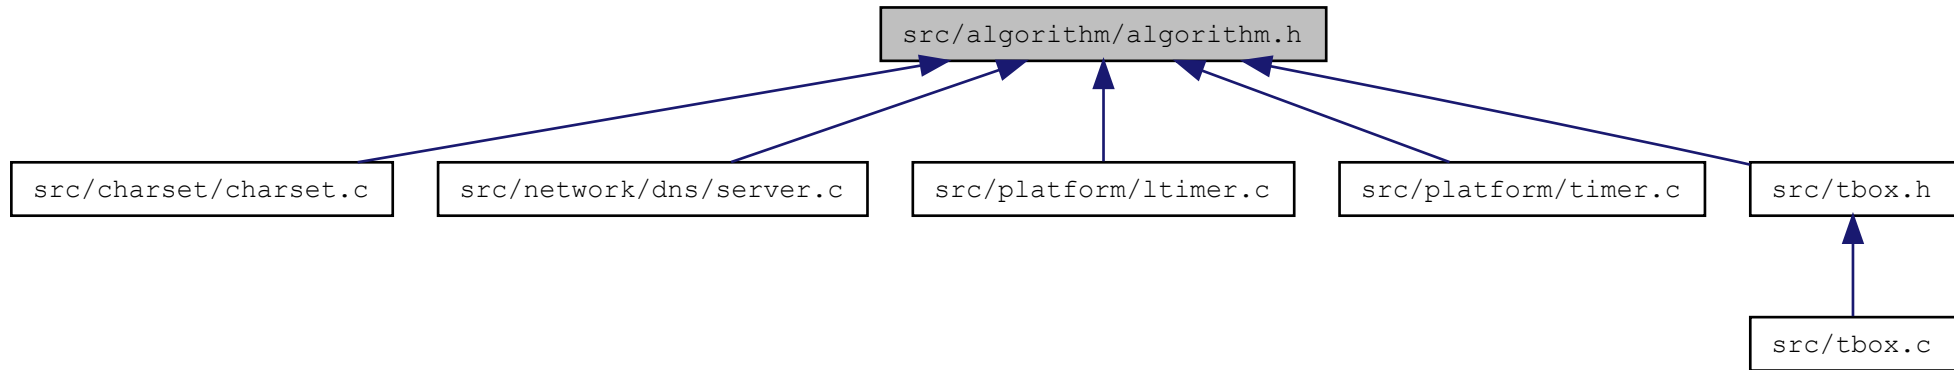 src/algorithm/algorithm.h
src/charset/charset.c
src/network/dns/server.c
src/platform/ltimer.c
src/platform/timer.c
src/tbox.h
src/tbox.c